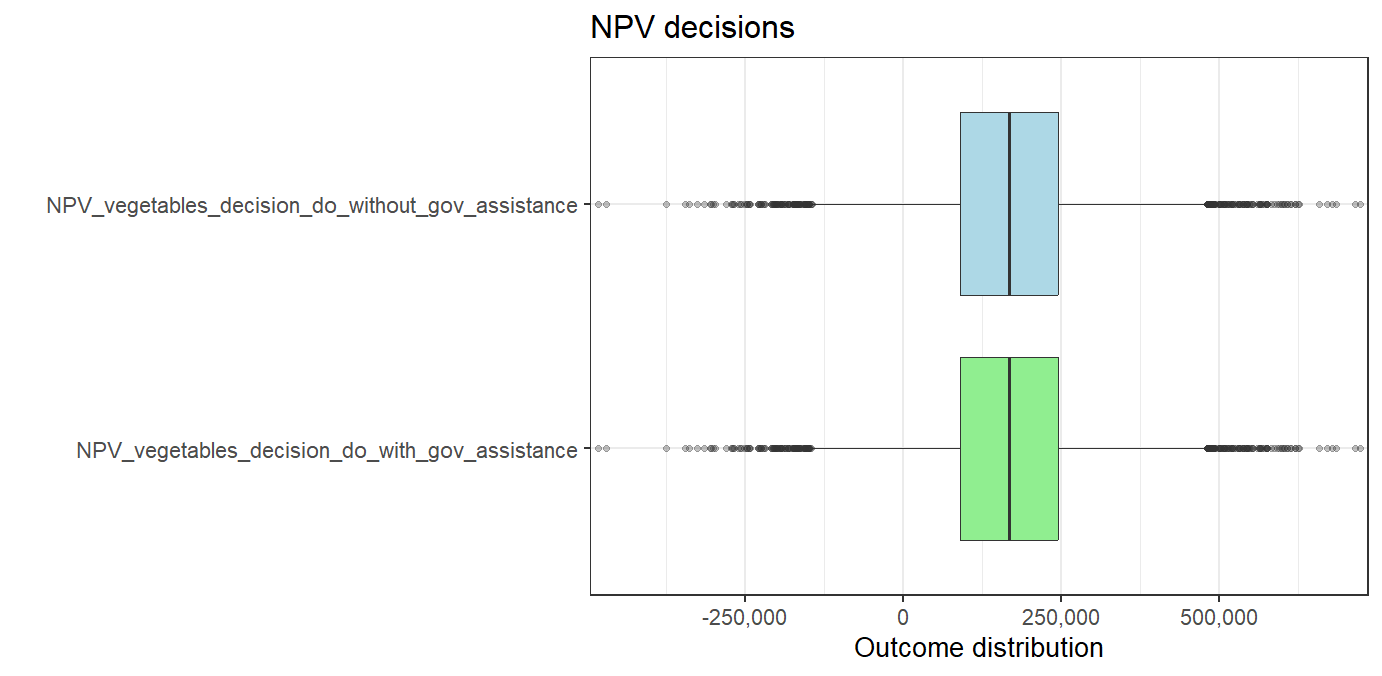 NPV decisions
NPV_vegetables_decision_do_without_gov_assistance
NPV_vegetables_decision_do_with_gov_assistance
-250,000 0 250,000 500,000
Outcome distribution